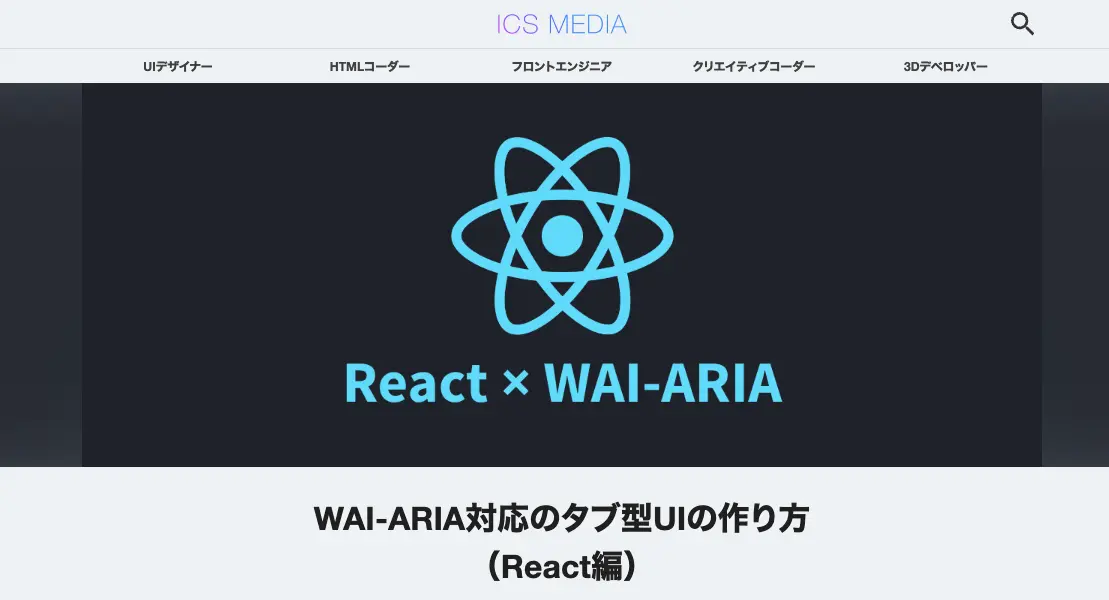 ICS MEDIA
UIデザイナー
HTMLコーダー
フロントエンジニア
クリエイティブコーダー
3Dデベロッパー
React × WAI-ARIA
WAI-ARIA対応のタブ型UIの作り方
（React編）